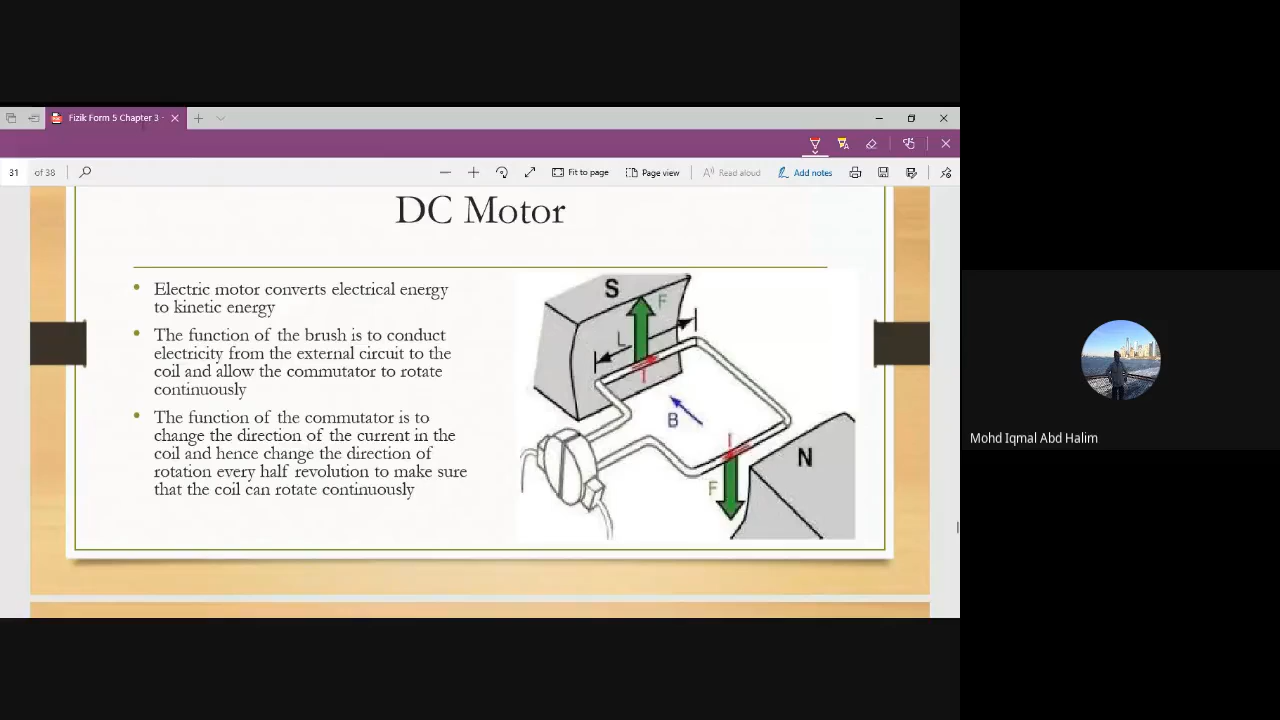 Fizik Form 5 Chapter 3 -
31 of 38
Fit to page
Page view
Read aloud
Add notes
DC Motor
• Electric motor converts electrical energy
to kinetic energy
• The function of the brush is to conduct
electricity from the external circuit to the
coil and allow the commutator to rotate
continuously
• The function of the commutator is to
change the direction of the current in the
coil and hence change the direction of
rotation every half revolution to make sure
that the coil can rotate continuously
S
F
L
I
B
I
N
F
Mohd Iqmal Abd Halim